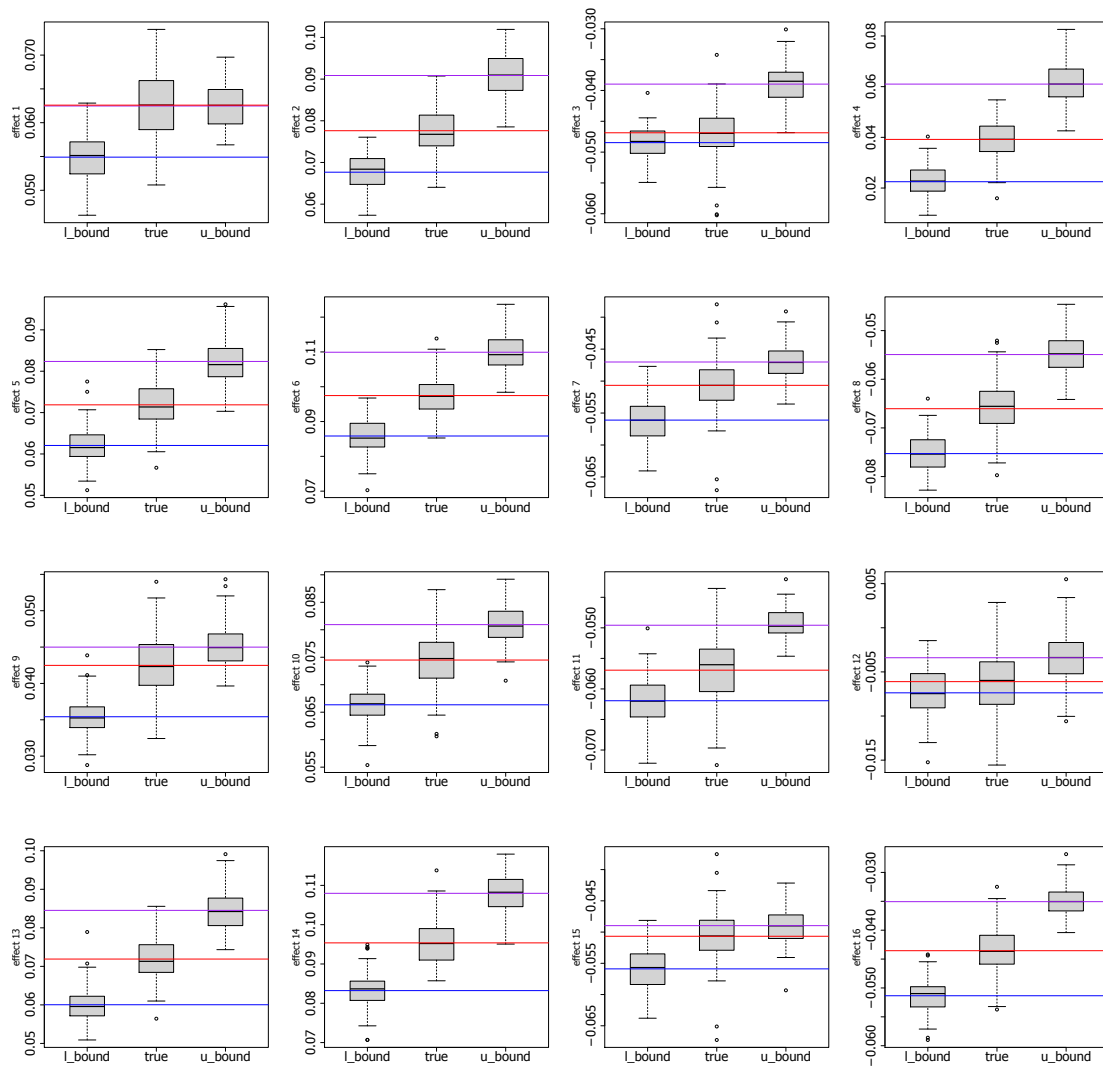 0.070
0.060
0.050
effect 1
l_bound true u_bound
0.10
0.09
0.08
0.07
0.06
effect 2
l_bound true u_bound
−0.030
−0.040
−0.050
−0.060
effect 3
l_bound true u_bound
0.08
0.06
0.04
0.02
effect 4
l_bound true u_bound
0.09
0.08
0.07
0.06
0.05
effect 5
l_bound true u_bound
0.11
0.09
0.07
effect 6
l_bound true u_bound
−0.045
−0.055
−0.065
effect 7
l_bound true u_bound
−0.05
−0.06
−0.07
−0.08
effect 8
l_bound true u_bound
0.050
0.040
0.030
effect 9
l_bound true u_bound
0.085
0.075
0.065
0.055
effect 10
l_bound true u_bound
−0.050
−0.060
−0.070
effect 11
l_bound true u_bound
0.005
−0.005
−0.015
effect 12
l_bound true u_bound
0.10
0.09
0.08
0.07
0.06
0.05
effect 13
l_bound true u_bound
0.11
0.10
0.09
0.08
0.07
effect 14
l_bound true u_bound
−0.045
−0.055
−0.065
effect 15
l_bound true u_bound
−0.030
−0.040
−0.050
−0.060
effect 16
l_bound true u_bound